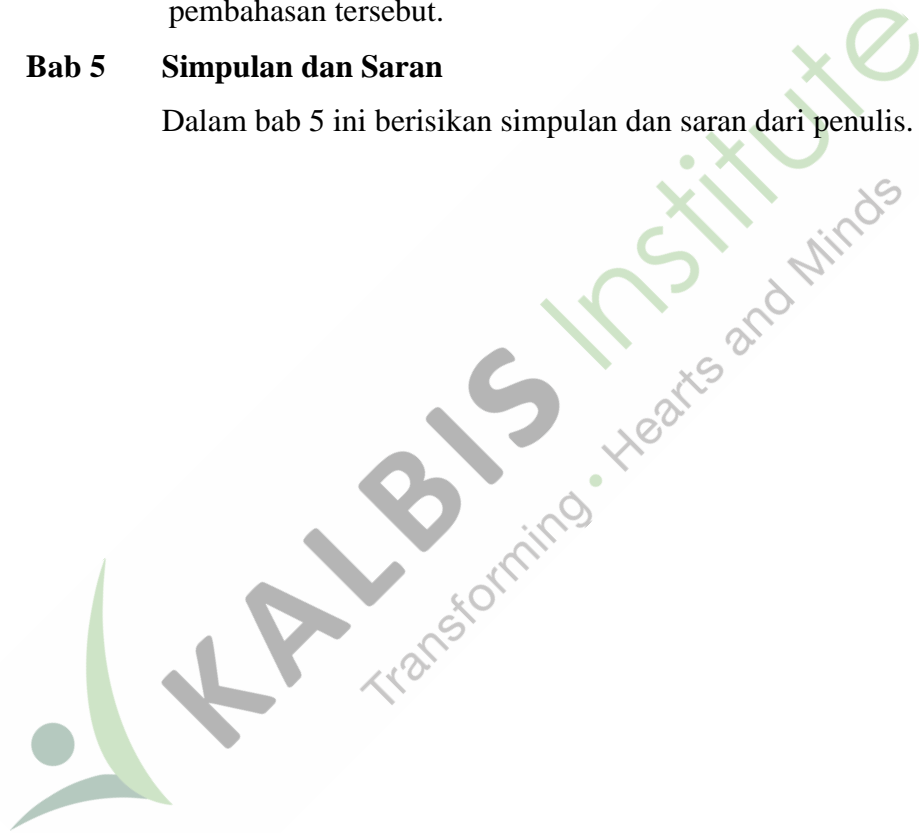 pembahasan tersebut.
Bab 5 Simpulan dan Saran
Dalam bab 5 ini berisikan simpulan dan saran dari penulis.
KALBIS Institute
Transforming • Hearts and Minds